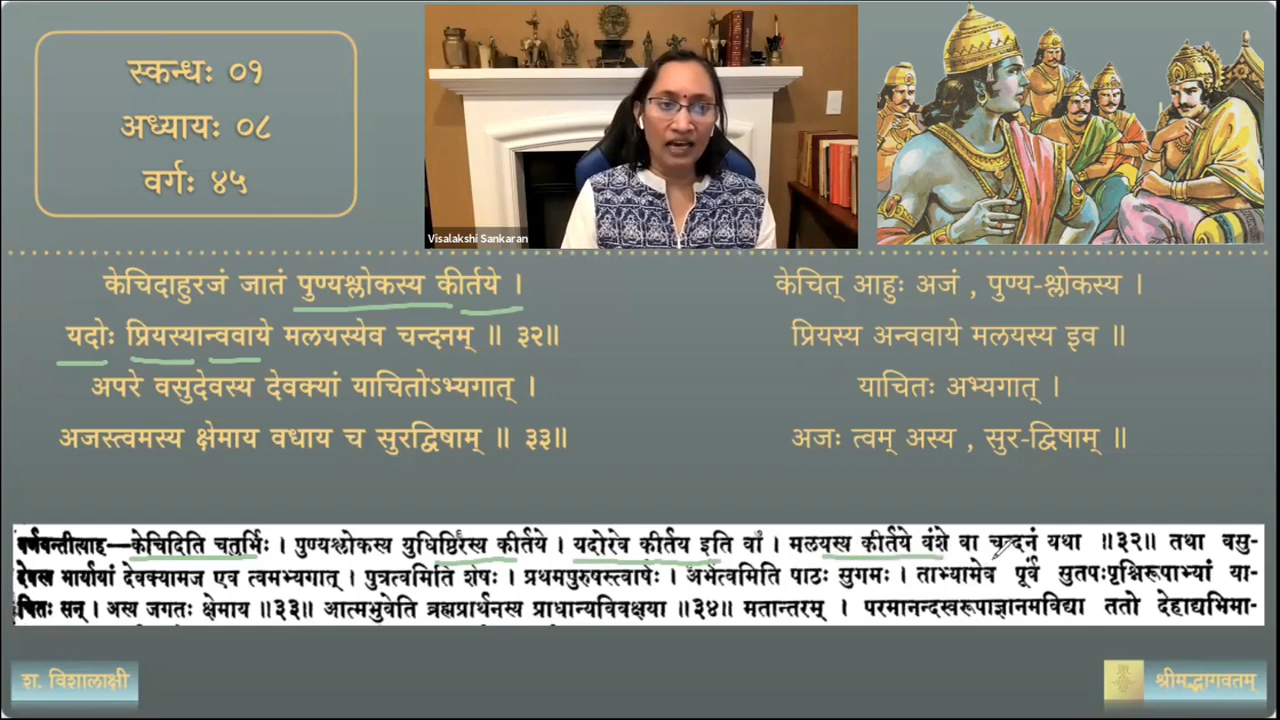 स्कन्धः ०१
अध्यायः ०८
वर्गः ४५
Visalakshi Sankaran
केचिदाहुरजं जातं पुण्यश्लोकस्य कीर्तये ।
यदोः प्रियस्यान्ववाये मलयस्येव चन्दनम् ॥ ३२॥
अपरे वसुदेवस्य देवक्यां याचितोऽभ्यगात् ।
अजस्त्वमस्य क्षेमाय वधाय च सुरद्विषाम् ॥ ३३॥
केचित् आहुः अजं , पुण्य-श्लोकस्य ।
प्रियस्य अन्ववाये मलयस्य इव ॥
याचितः अभ्यगात् ।
अजः त्वम् अस्य , सुर-द्विषाम् ॥
वर्णयन्तीत्याह—केचिदिति चतुर्भिः । पुण्यश्लोकस्य युधिष्ठिरस्य कीर्तये । यदोरेव कीर्तय इति वा । मलयस्य कीर्तये वंशे वा चन्दनं यथा ॥३२॥ तथा वसु-
देवस्य भार्यायां देवक्यामज एव त्वमभ्यगात् । पुत्रत्वमिति शेषः । प्रथमपुरुषस्त्वार्षः । अर्भत्वमिति पाठः सुगमः । ताभ्यामेव पूर्वं सुतपःपृश्निरूपाभ्यां या-
चितः सन् । अस्य जगतः क्षेमाय ॥३३॥ आत्मभुवेति ब्रह्मप्रार्थनस्य प्राधान्यविवक्षया ॥३४॥ मतान्तरम् । परमानन्दस्वरूपाज्ञानमविद्या ततो देहाद्यभिमा-
श. विशालाक्षी
श्रीमद्भागवतम्